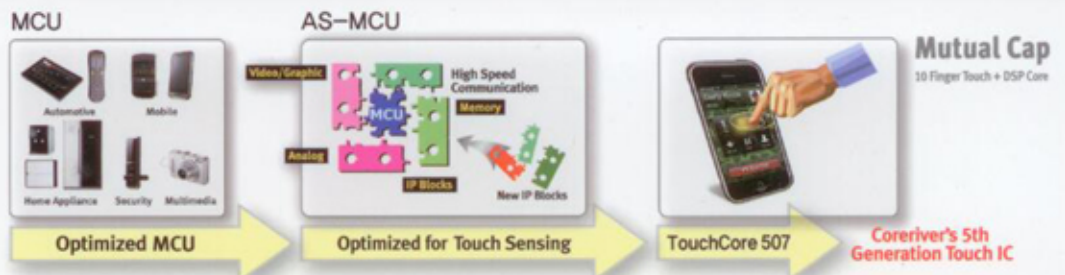 MCU
AS-MCU
Automotive
Mobile
Home Appliance
Security
Multimedia
Video/Graphic
High Speed
Communication
MCU
Memory
Analog
IP Blocks
New IP Blocks
Mutual Cap
10 Finger Touch + DSP Core
Optimized MCU
Optimized for Touch Sensing
TouchCore 507
Coreriver's 5th
Generation Touch IC